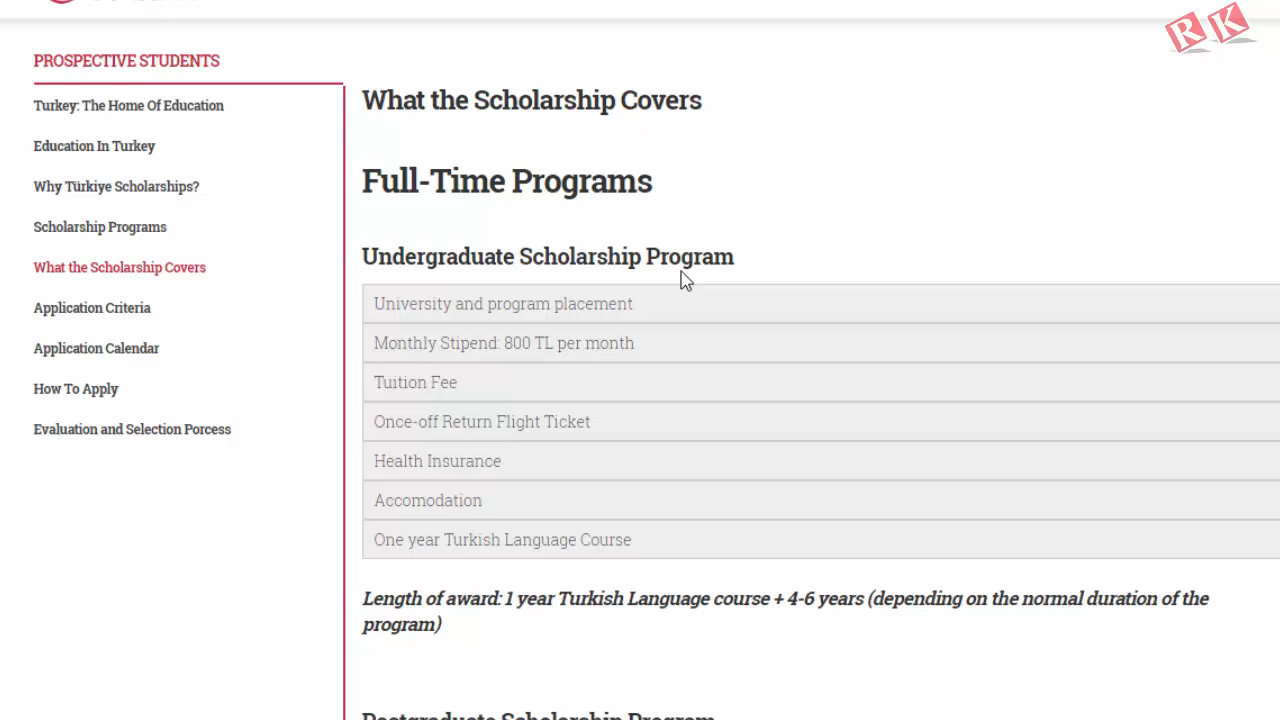 RK
PROSPECTIVE STUDENTS
Turkey: The Home Of Education
Education In Turkey
Why Türkiye Scholarships?
Scholarship Programs
What the Scholarship Covers
Application Criteria
Application Calendar
How To Apply
Evaluation and Selection Porcess
What the Scholarship Covers
Full-Time Programs
Undergraduate Scholarship Program
University and program placement
Monthly Stipend: 800 TL per month
Tuition Fee
Once-off Return Flight Ticket
Health Insurance
Accomodation
One year Turkish Language Course
Length of award: 1 year Turkish Language course + 4-6 years (depending on the normal duration of the
program)
Postgraduate Scholarship Program